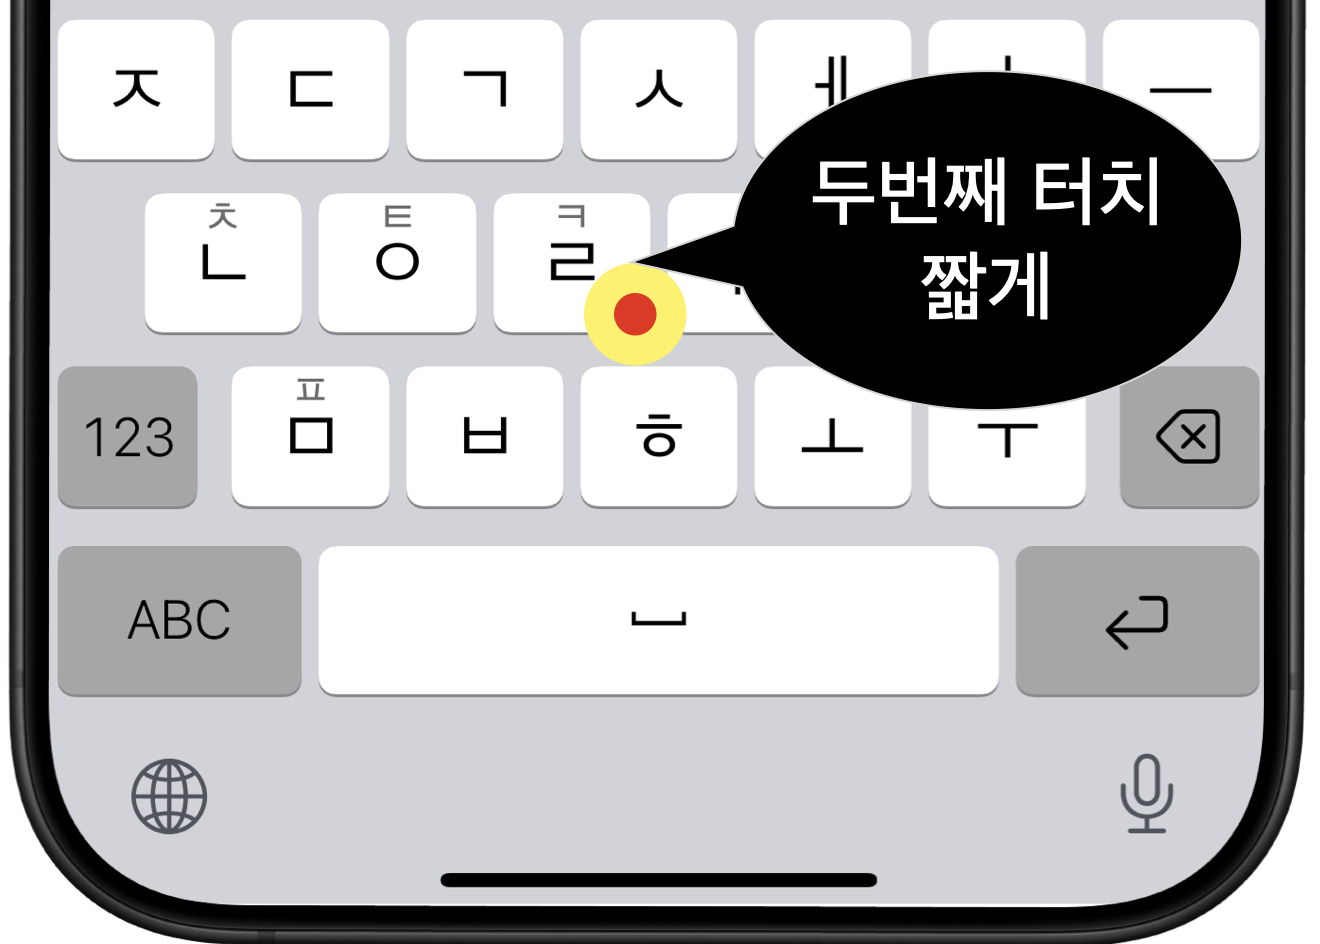 ㅈ ㄷ ㄱ ㅅ ㅔ ㅡ
두번째 터치
짧게
ㅊ ㅌ ㅋ
ㄴ ㅇ ㄹ
ㅍ
123 ㅁ ㅂ ㅎ ㅗ ㅜ
ABC